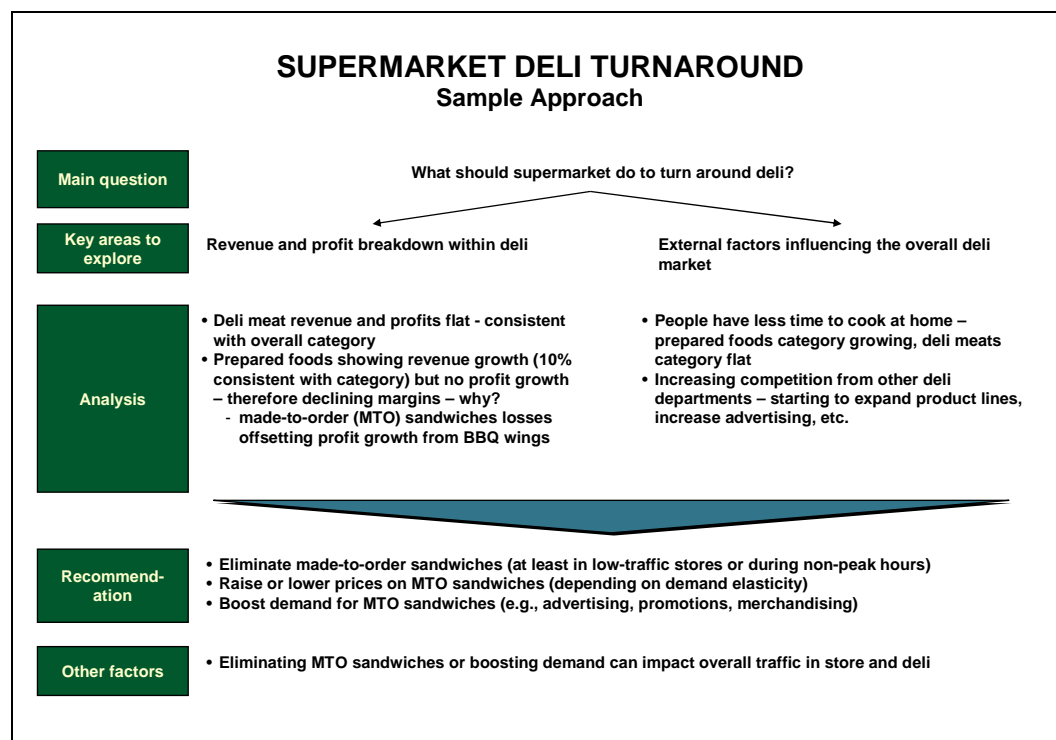 SUPERMARKET DELI TURNAROUND
Sample Approach
Main question
What should supermarket do to turn around deli?
Key areas to
explore
Revenue and profit breakdown within deli
External factors influencing the overall deli
market
Analysis
• Deli meat revenue and profits flat - consistent
with overall category
• Prepared foods showing revenue growth (10%
consistent with category) but no profit growth
– therefore declining margins – why?
- made-to-order (MTO) sandwiches losses
offsetting profit growth from BBQ wings
• People have less time to cook at home –
prepared foods category growing, deli meats
category flat
• Increasing competition from other deli
departments – starting to expand product lines,
increase advertising, etc.
Recommend-
ation
• Eliminate made-to-order sandwiches (at least in low-traffic stores or during non-peak hours)
• Raise or lower prices on MTO sandwiches (depending on demand elasticity)
• Boost demand for MTO sandwiches (e.g., advertising, promotions, merchandising)
Other factors
• Eliminating MTO sandwiches or boosting demand can impact overall traffic in store and deli